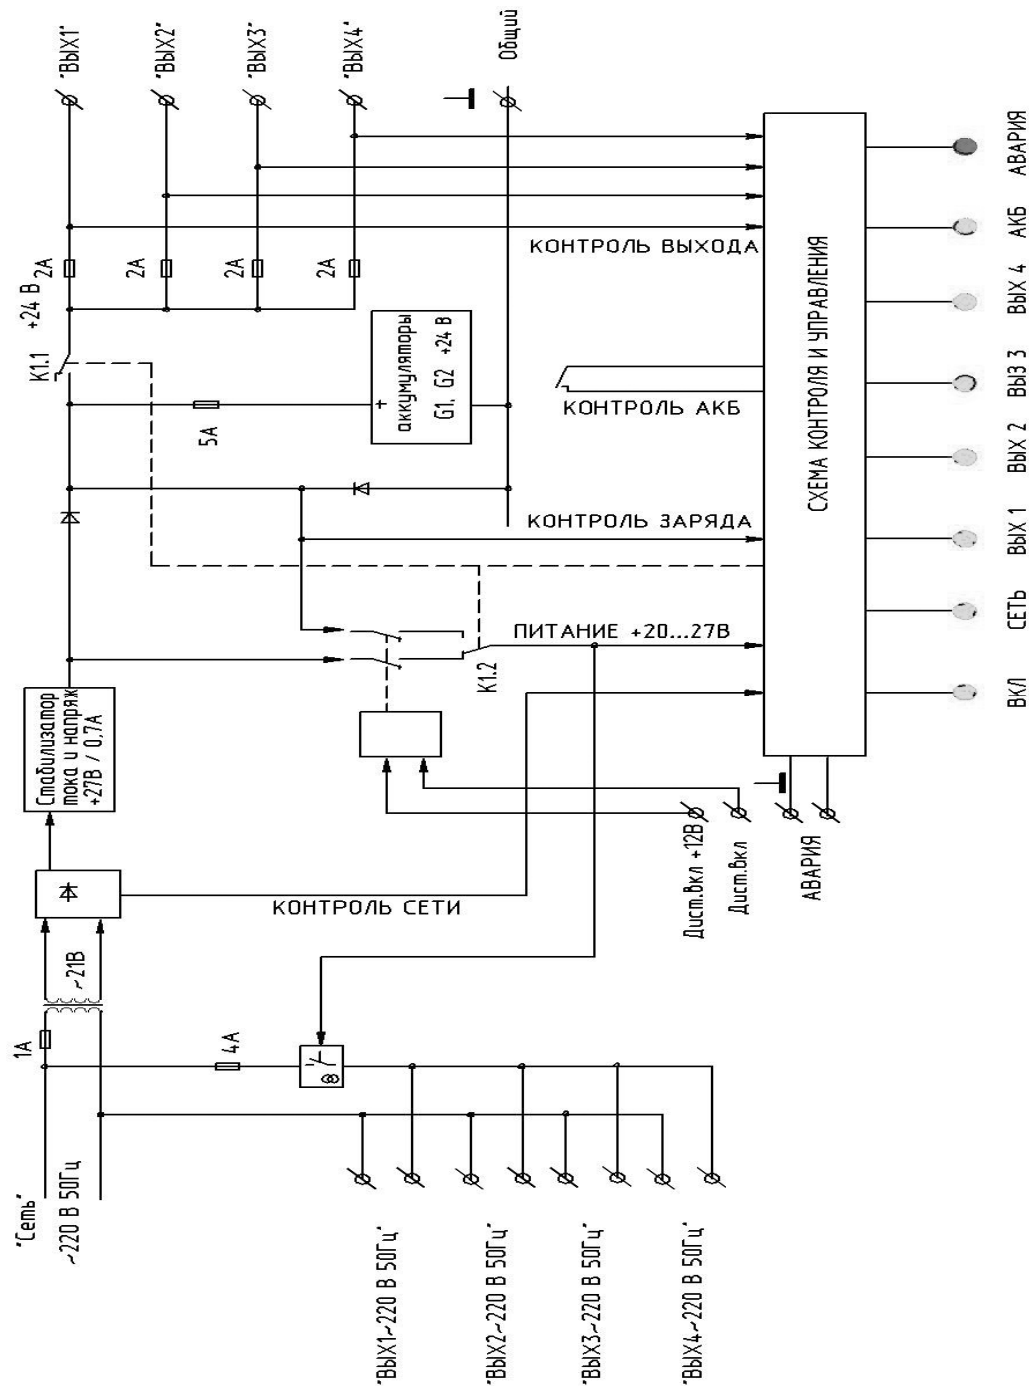 "Сеть"
~220 В 50Гц
1А
~21В
Стабилизатор
тока и напряж
+27В / 0,7А
К1.1
+24 В
2А
"ВЫХ1"
2А
"ВЫХ2"
2А
"ВЫХ3"
2А
"ВЫХ4"
Общий
4А
5А
+
аккумуляторы
G1, G2 +24 В
КОНТРОЛЬ ВЫХОДА
КОНТРОЛЬ АКБ
КОНТРОЛЬ ЗАРЯДА
ПИТАНИЕ +20...27В
К1.2
КОНТРОЛЬ СЕТИ
Дист.Вкл +12В
Дист.Вкл
АВАРИЯ
СХЕМА КОНТРОЛЯ И УПРАВЛЕНИЯ
"ВЫХ1~220 В 50Гц"
"ВЫХ2~220 В 50Гц"
"ВЫХ3~220 В 50Гц"
"ВЫХ4~220 В 50Гц"
ВКЛ
СЕТЬ
ВЫХ 1
ВЫХ 2
ВЫЗ 3
ВЫХ 4
АКБ
АВАРИЯ